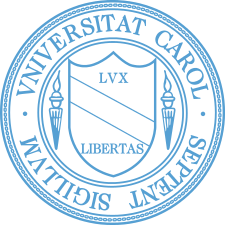 SIGILLVM · VNIVERSITAT CAROL · SEPTENT
LVX
LIBERTAS